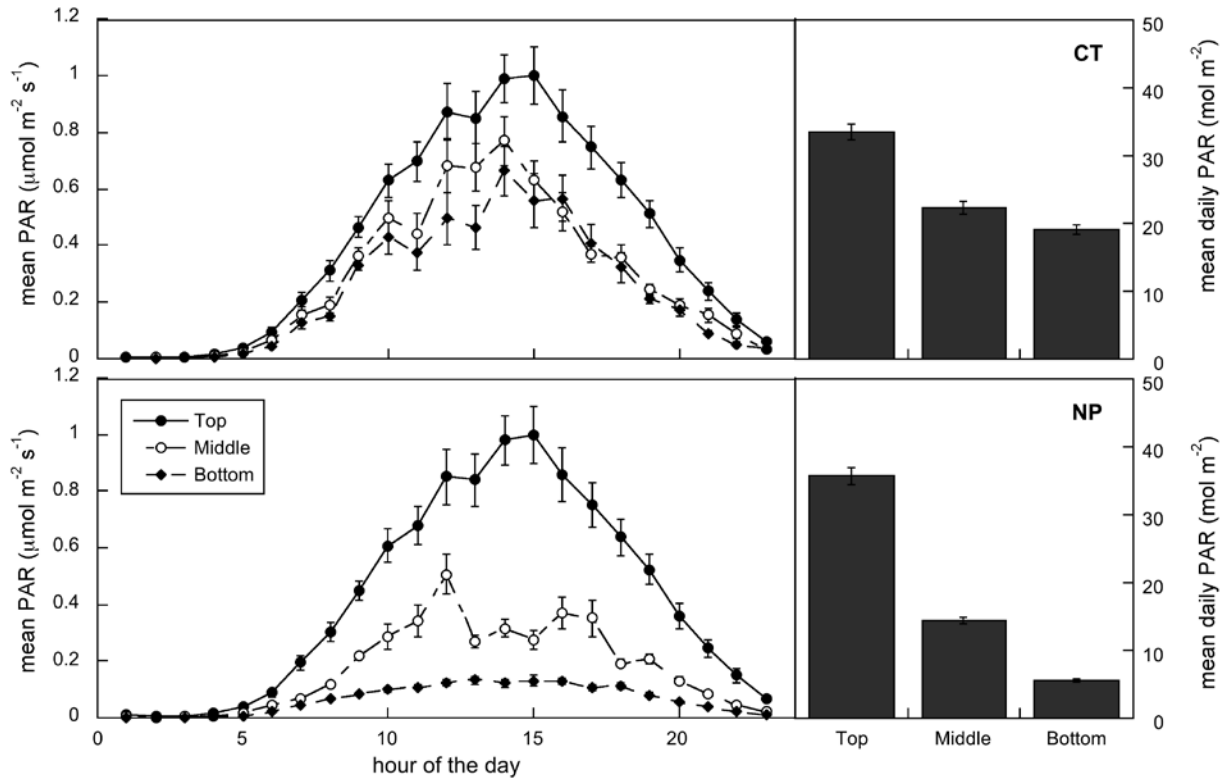 1.2
1
0.8
0.6
0.4
0.2
0
mean PAR (μmol m⁻² s⁻¹)
CT
50
40
30
20
10
0
mean daily PAR (mol m⁻²)
1.2
1
0.8
0.6
0.4
0.2
0
mean PAR (μmol m⁻² s⁻¹)
Top
Middle
Bottom
NP
50
40
30
20
10
0
mean daily PAR (mol m⁻²)
0 5 10 15 20
hour of the day
Top Middle Bottom